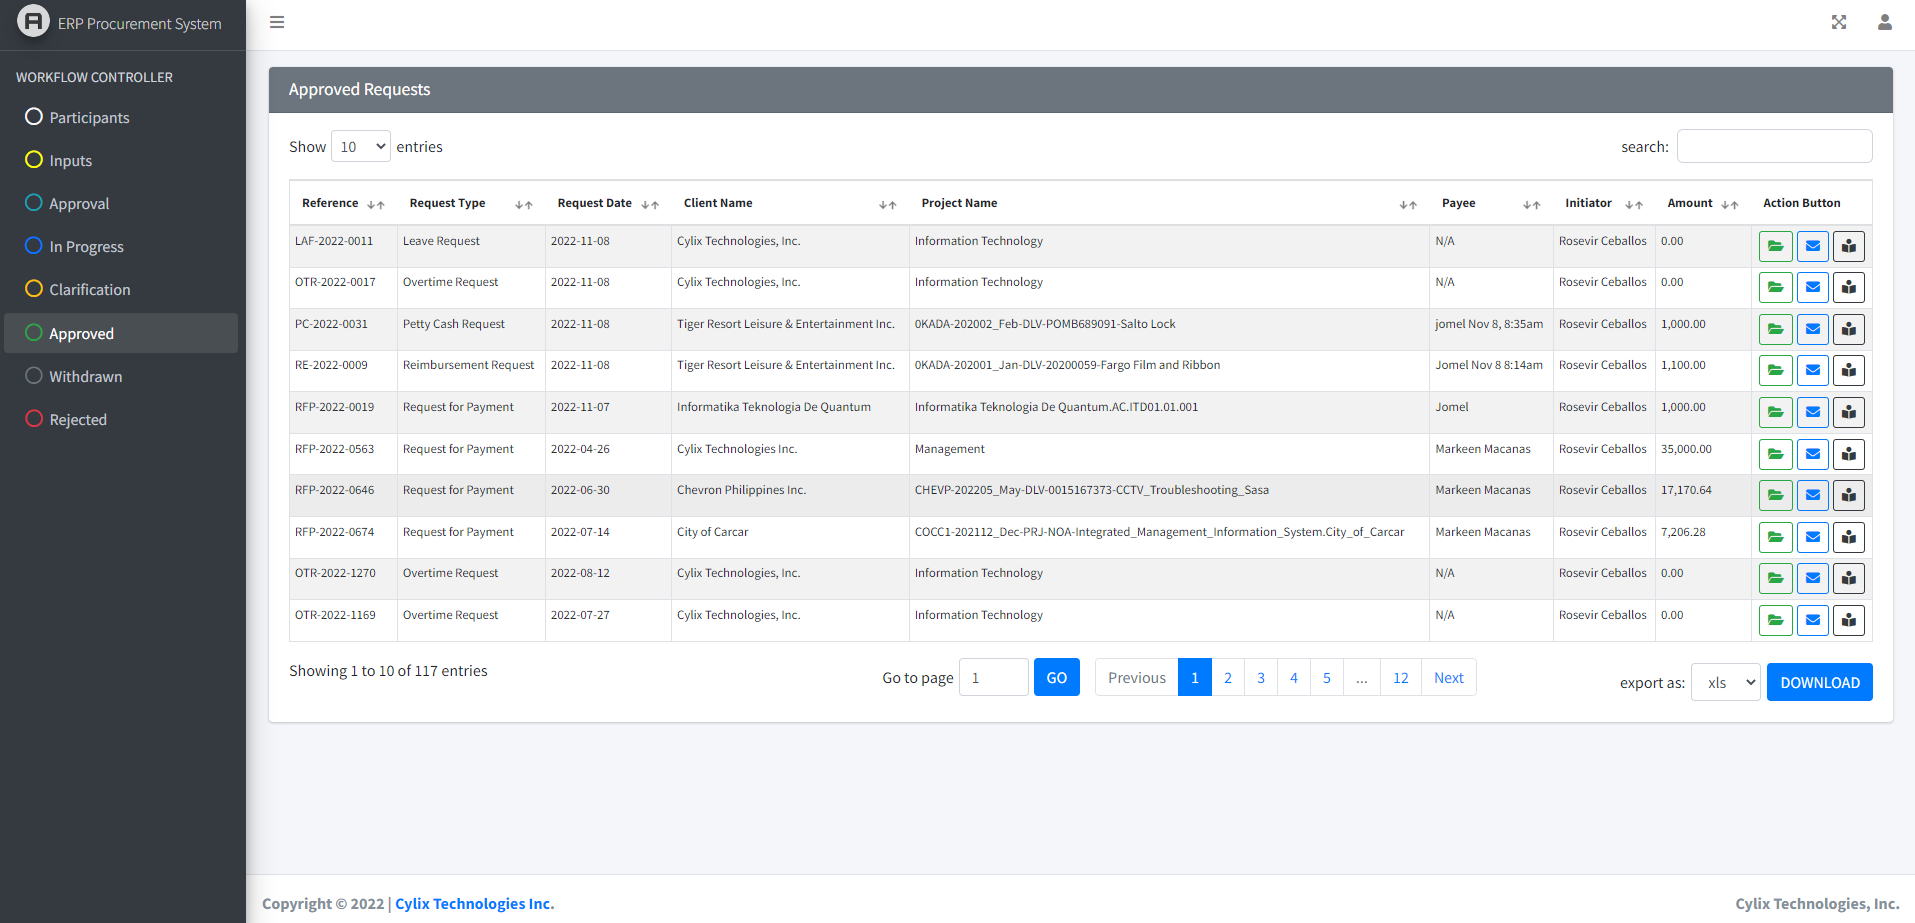 A ERP Procurement System
WORKFLOW CONTROLLER
Participants
Inputs
Approval
In Progress
Clarification
Approved
Withdrawn
Rejected
Approved Requests
Show 10 entries search:
Reference Request Type Request Date Client Name Project Name Payee Initiator Amount Action Button
LAF-2022-0011 Leave Request 2022-11-08 Cylix Technologies, Inc. Information Technology N/A Rosevir Ceballos 0.00
OTR-2022-0017 Overtime Request 2022-11-08 Cylix Technologies, Inc. Information Technology N/A Rosevir Ceballos 0.00
PC-2022-0031 Petty Cash Request 2022-11-08 Tiger Resort Leisure & Entertainment Inc. 0KADA-202002_Feb-DLV-POMB689091-Salto Lock jomel Nov 8, 8:35am Rosevir Ceballos 1,000.00
RE-2022-0009 Reimbursement Request 2022-11-08 Tiger Resort Leisure & Entertainment Inc. 0KADA-202001_Jan-DLV-20200059-Fargo Film and Ribbon Jomel Nov 8 8:14am Rosevir Ceballos 1,100.00
RFP-2022-0019 Request for Payment 2022-11-07 Informatika Teknologia De Quantum Informatika Teknologia De Quantum.AC.ITD01.01.001 Jomel Rosevir Ceballos 1,000.00
RFP-2022-0563 Request for Payment 2022-04-26 Cylix Technologies Inc. Management Markeen Macanas Rosevir Ceballos 35,000.00
RFP-2022-0646 Request for Payment 2022-06-30 Chevron Philippines Inc. CHEVP-202205_May-DLV-0015167373-CCTV_Troubleshooting_Sasa Markeen Macanas Rosevir Ceballos 17,170.64
RFP-2022-0674 Request for Payment 2022-07-14 City of Carcar COCC1-202112_Dec-PRJ-NOA-Integrated_Management_Information_System.City_of_Carcar Markeen Macanas Rosevir Ceballos 7,206.28
OTR-2022-1270 Overtime Request 2022-08-12 Cylix Technologies, Inc. Information Technology N/A Rosevir Ceballos 0.00
OTR-2022-1169 Overtime Request 2022-07-27 Cylix Technologies, Inc. Information Technology N/A Rosevir Ceballos 0.00
Showing 1 to 10 of 117 entries Go to page 1 GO Previous 1 2 3 4 5 ... 12 Next export as: xls DOWNLOAD
Copyright © 2022 | Cylix Technologies Inc. Cylix Technologies, Inc.